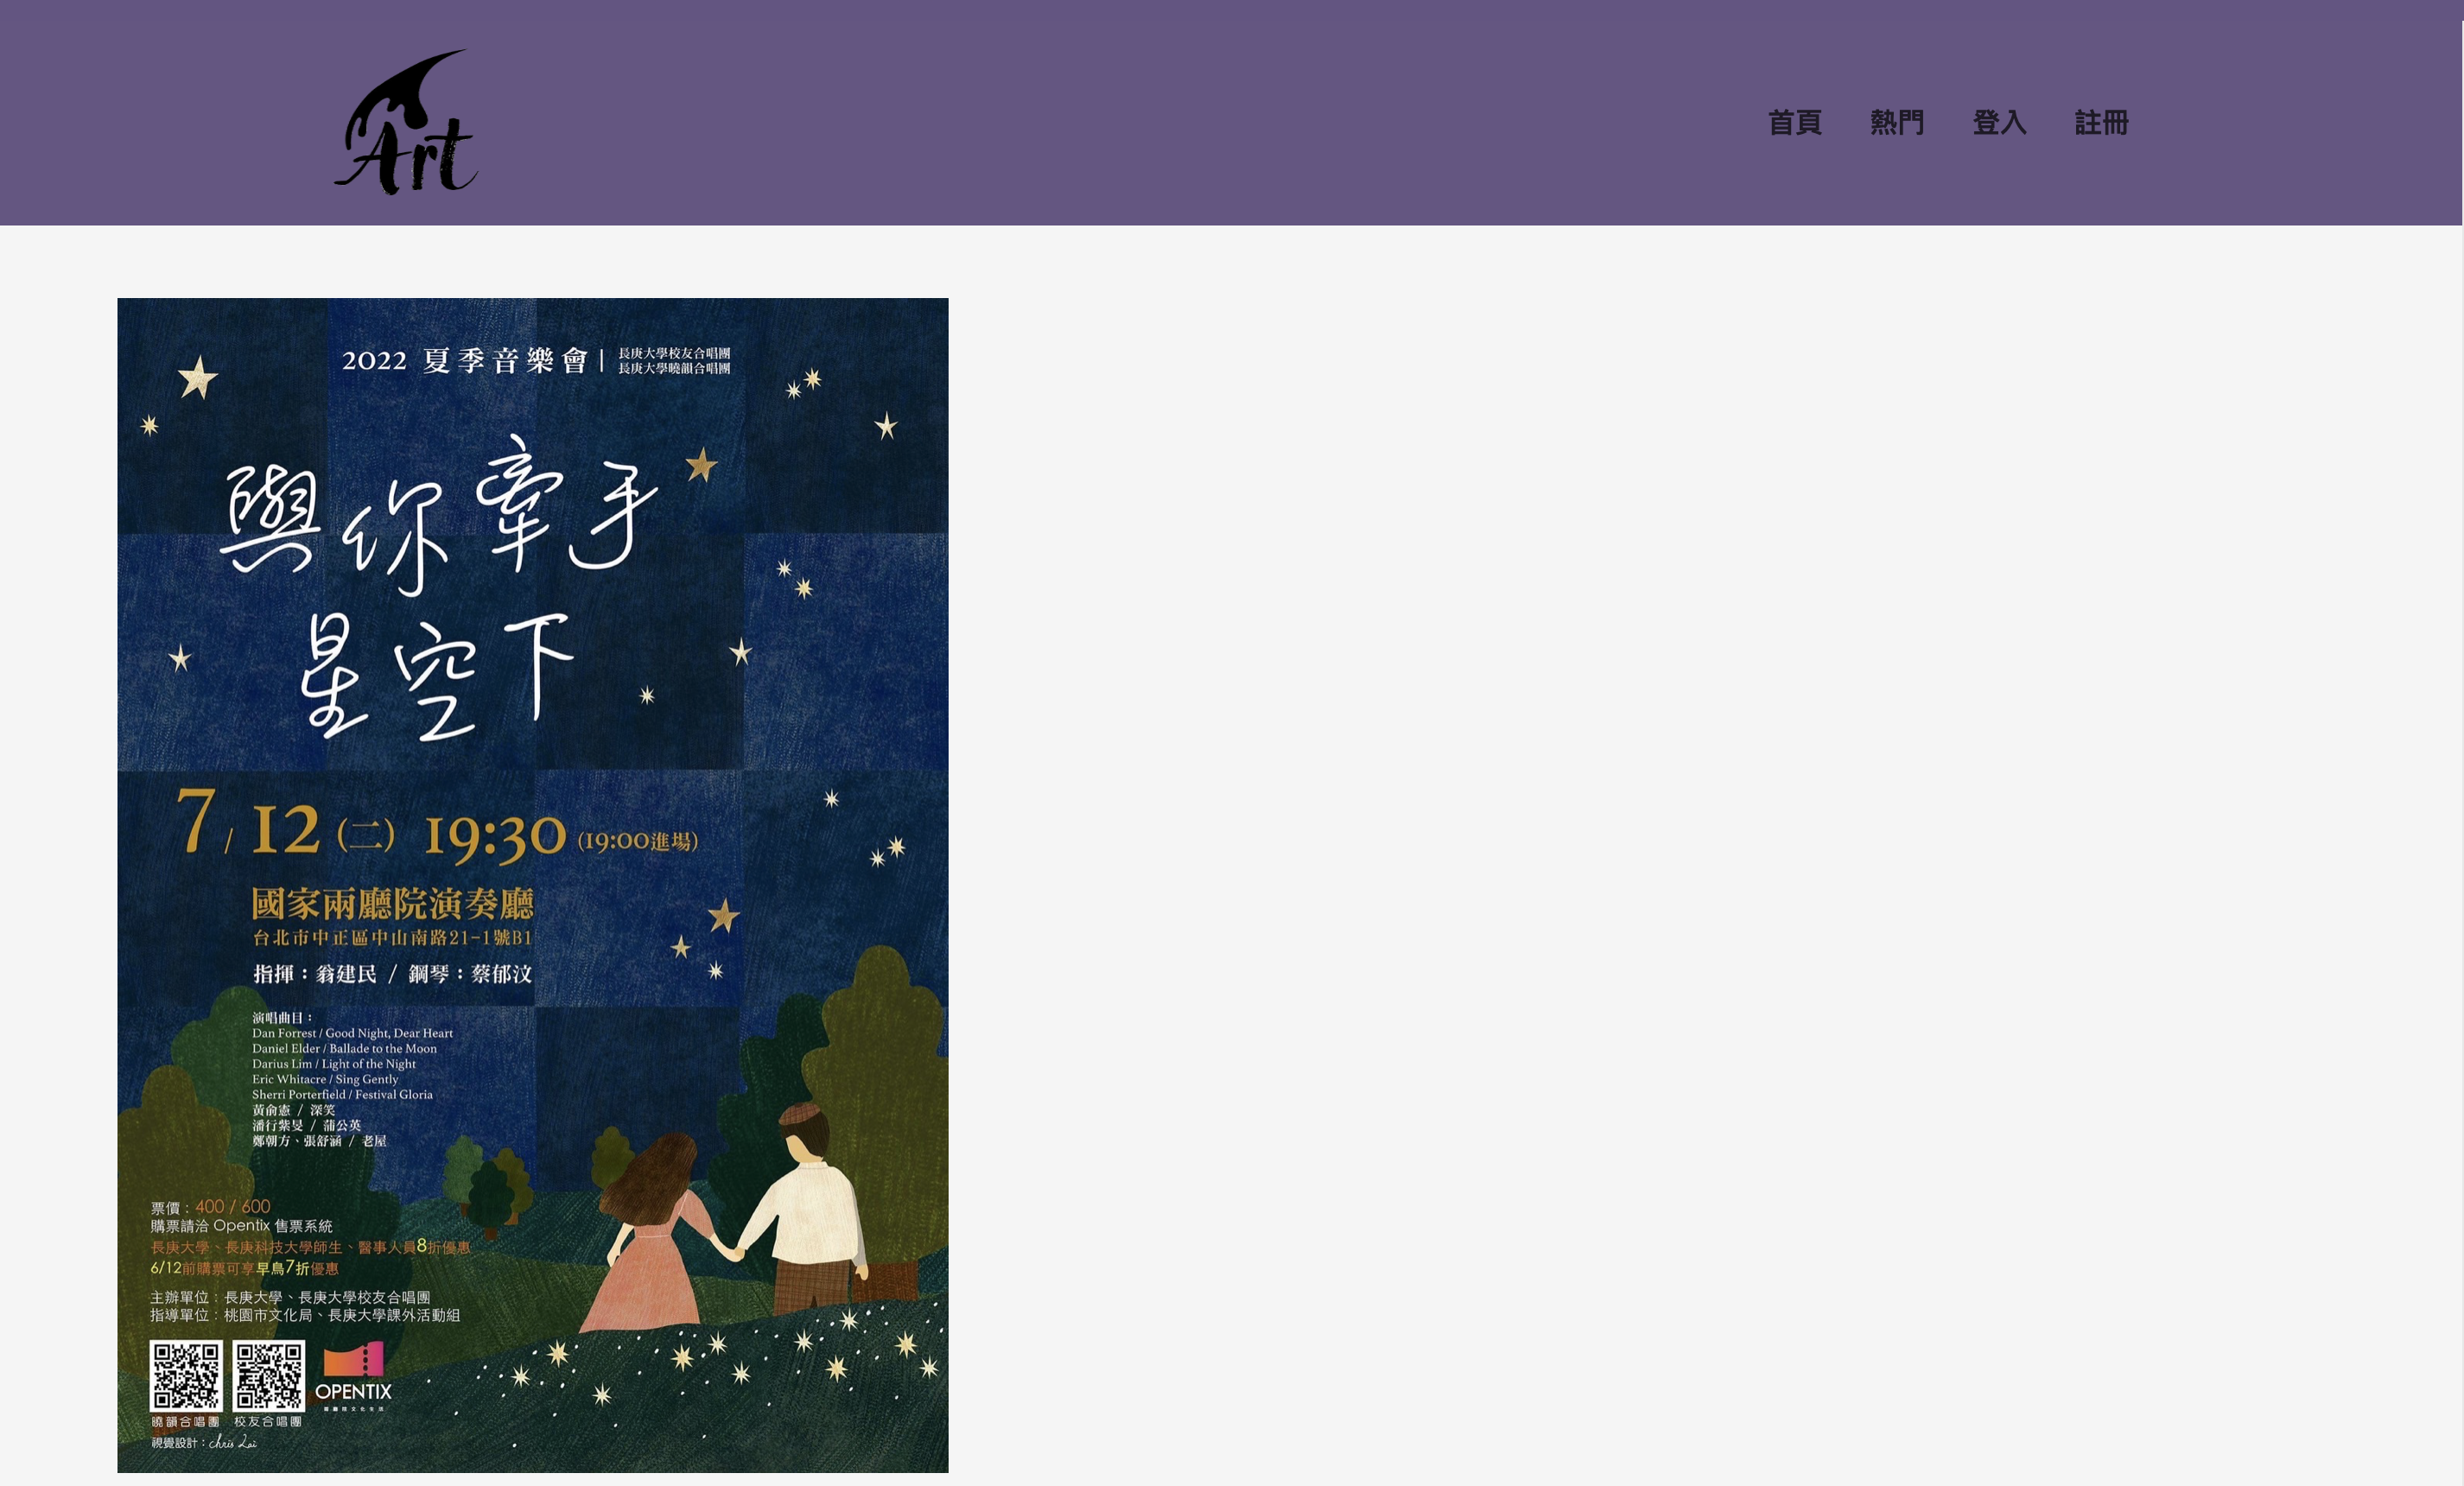 Art
首頁 熱門 登入 註冊
2022 夏季音樂會 | 長庚大學校友合唱團
長庚大學曉韻合唱團
與你牽手
星空下
7/12(二) 19:30 (19:00進場)
國家兩廳院演奏廳
台北市中正區中山南路21-1號B1
指揮：翁建民 / 鋼琴：蔡郁汶
演唱曲目：
Dan Forrest / Good Night, Dear Heart
Daniel Elder / Ballade to the Moon
Darius Lim / Light of the Night
Eric Whitacre / Sing Gently
Sherri Porterfield / Festival Gloria
黃俞憲 / 深笑
潘行紫旻 / 蒲公英
鄭朝方、張舒涵 / 老屋
票價：400 / 600
購票請洽 Opentix 售票系統
長庚大學、長庚科技大學師生、醫事人員8折優惠
6/12前購票可享早鳥7折優惠
主辦單位：長庚大學、長庚大學校友合唱團
指導單位：桃園市文化局、長庚大學課外活動組
OPENTIX
兩廳院文化生活
曉韻合唱團 校友合唱團
視覺設計：Chris Lai